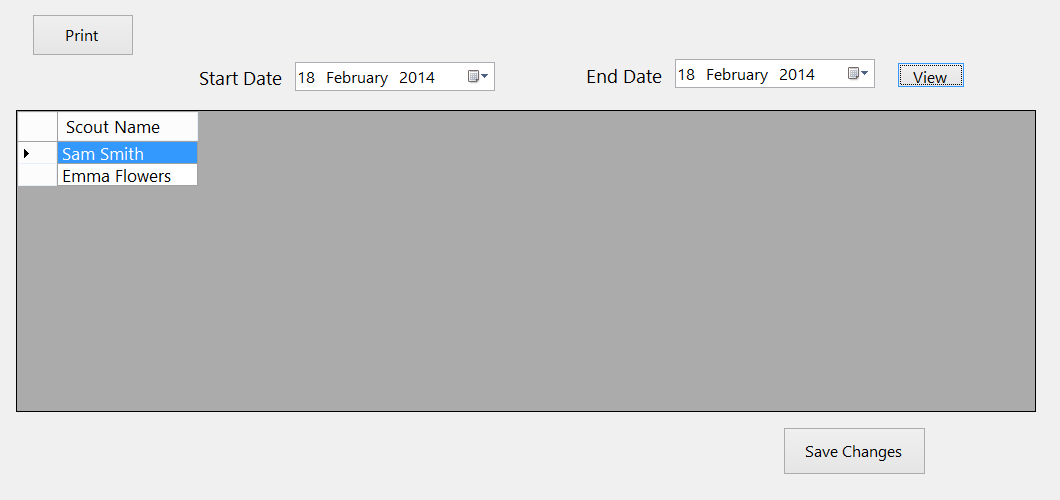 Print
Start Date 18 February 2014 End Date 18 February 2014 View
Scout Name
Sam Smith
Emma Flowers
Save Changes